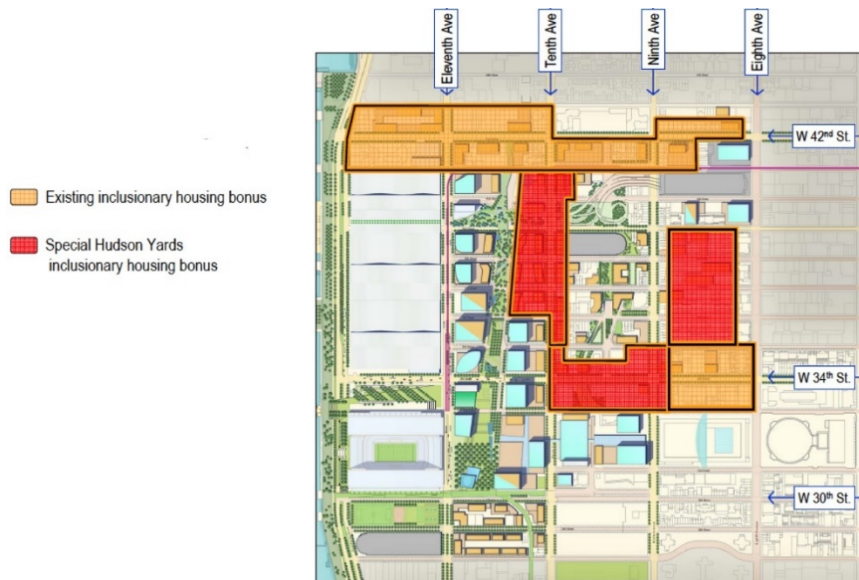 Eleventh Ave
Tenth Ave
Ninth Ave
Eighth Ave
W 42nd St.
Existing inclusionary housing bonus
Special Hudson Yards
inclusionary housing bonus
W 34th St.
W 30th St.